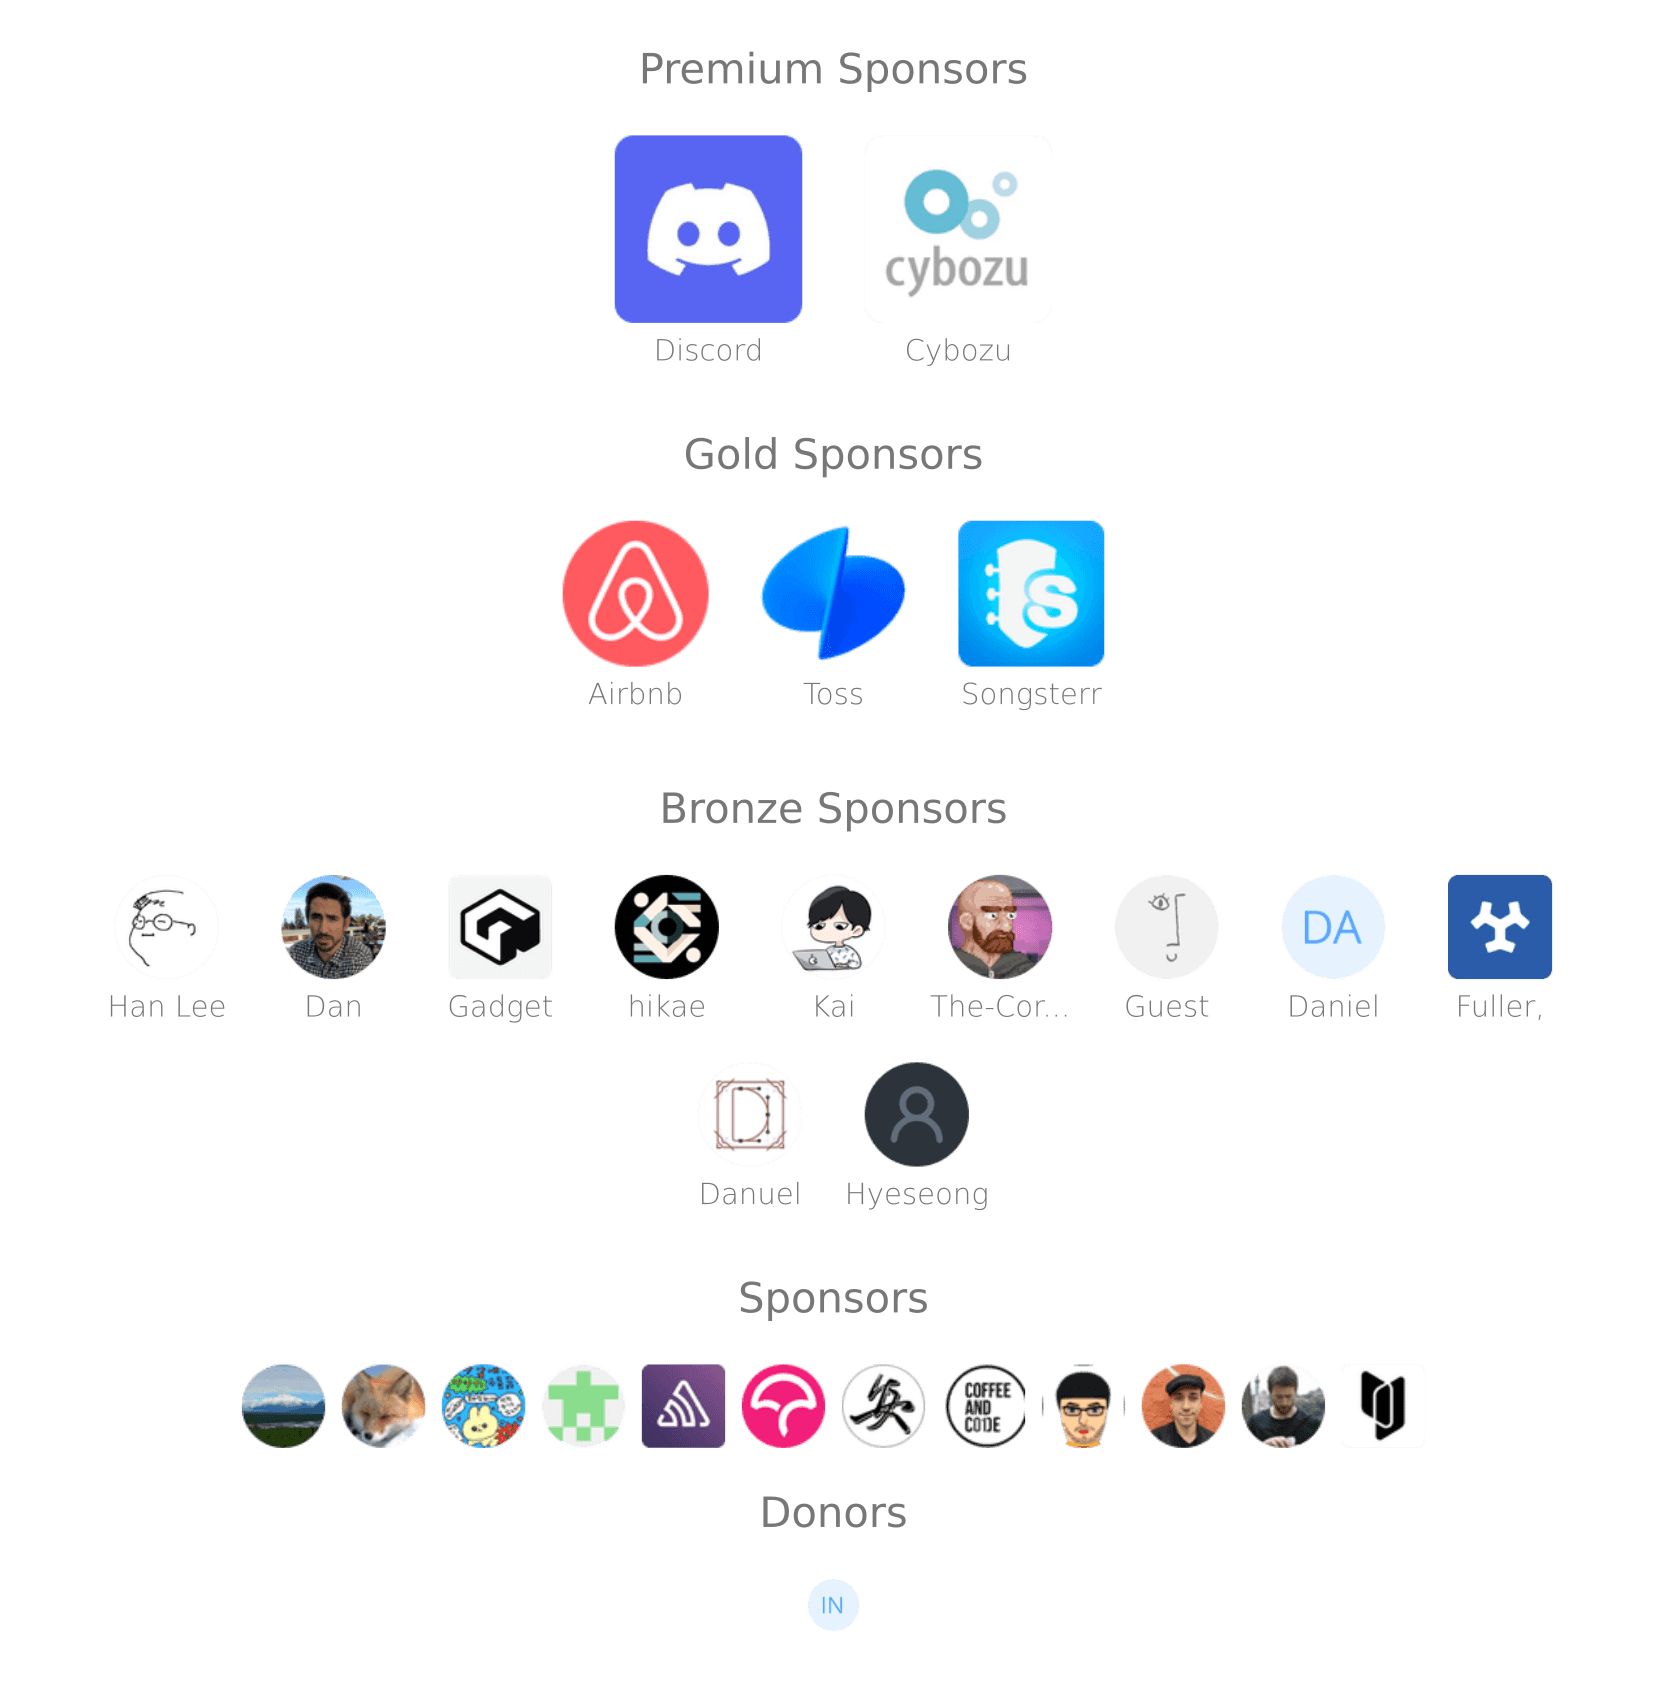 Premium Sponsors
cybozu
Discord
Cybozu
Gold Sponsors
S
Airbnb
Toss
Songsterr
Bronze Sponsors
DA
Han Lee
Dan
Gadget
hikae
Kai
The-Cor...
Guest
Daniel
Fuller,
D
Danuel
Hyeseong
Sponsors
COFFEE
AND
CODE
Donors
IN